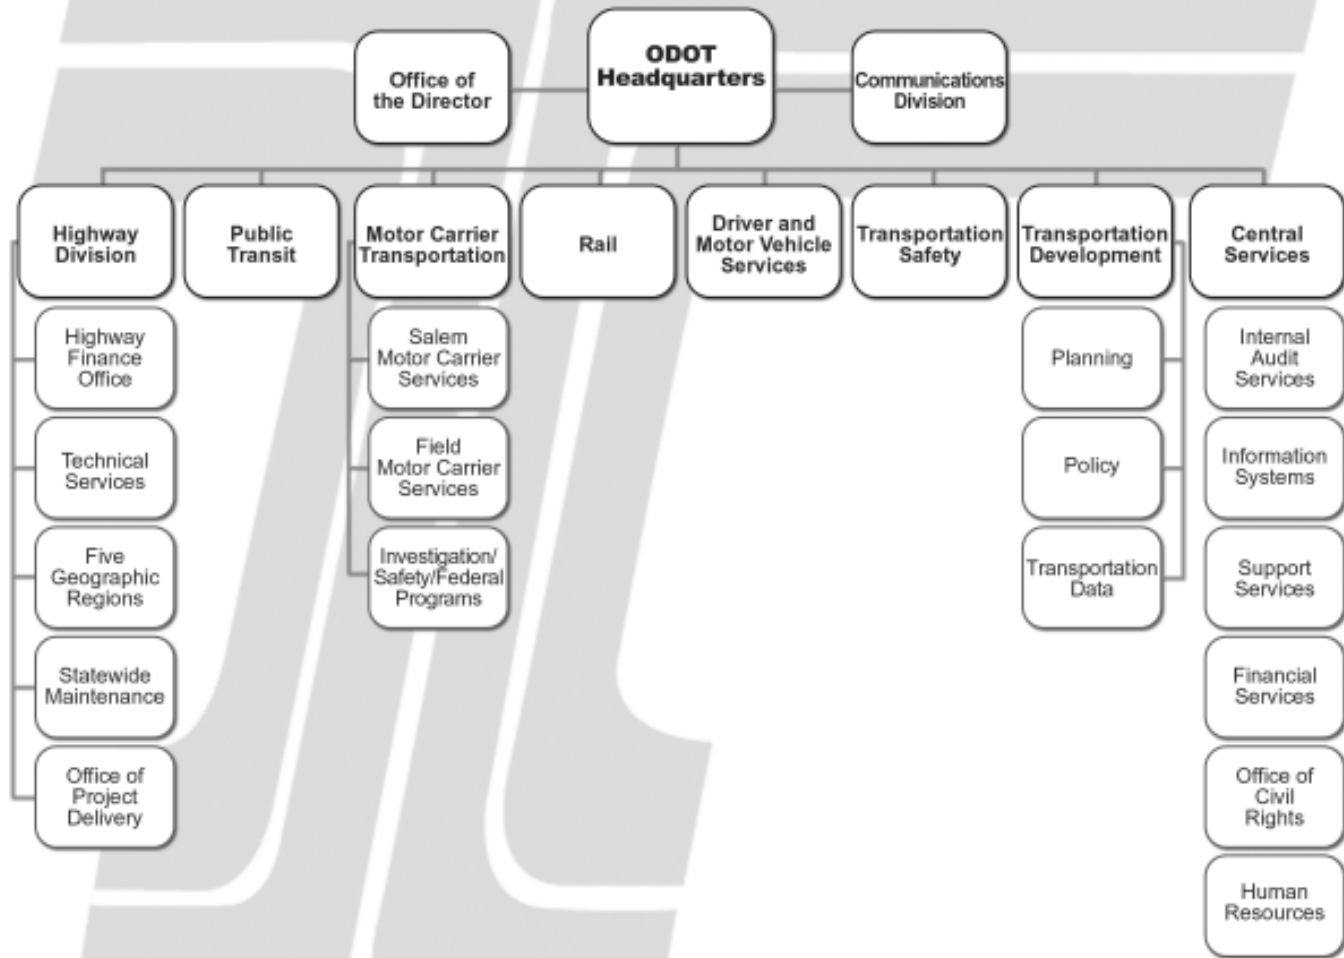 ODOT
Headquarters
Office of
the Director
Communications
Division
Highway
Division
Public
Transit
Motor Carrier
Transportation
Rail
Driver and
Motor Vehicle
Services
Transportation
Safety
Transportation
Development
Central
Services
Highway
Finance
Office
Technical
Services
Five
Geographic
Regions
Statewide
Maintenance
Office of
Project
Delivery
Salem
Motor Carrier
Services
Field
Motor Carrier
Services
Investigation/
Safety/Federal
Programs
Planning
Policy
Transportation
Data
Internal
Audit
Services
Information
Systems
Support
Services
Financial
Services
Office of
Civil
Rights
Human
Resources